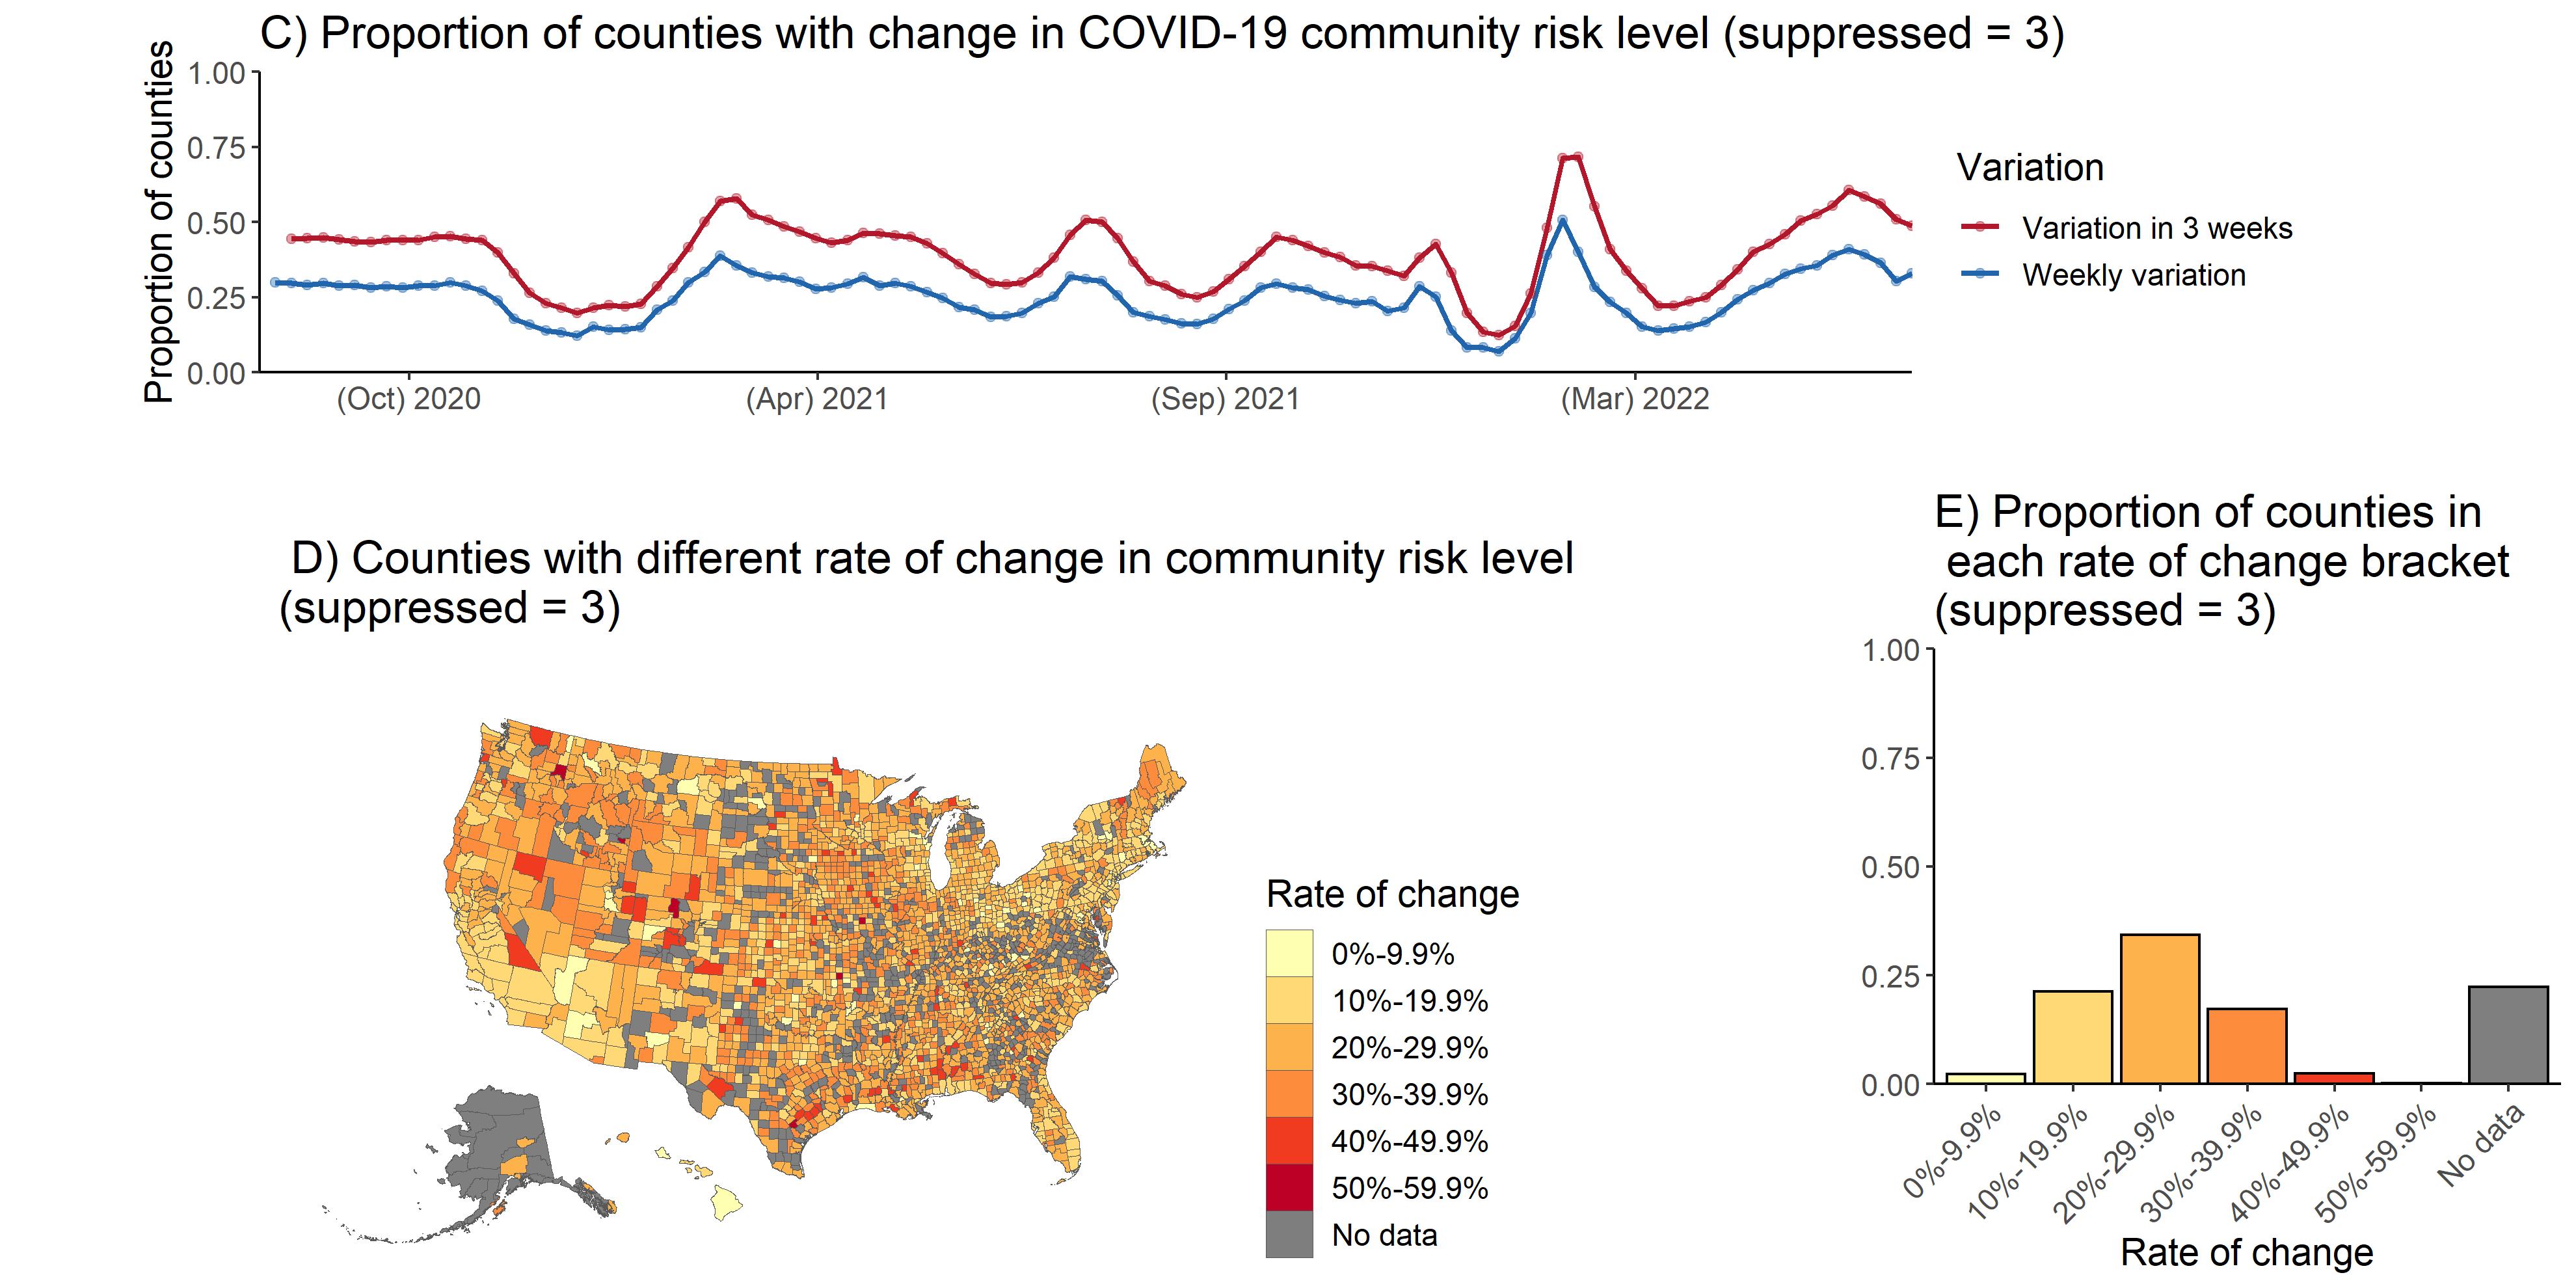 C) Proportion of counties with change in COVID-19 community risk level (suppressed = 3)
Proportion of counties
1.00
0.75
0.50
0.25
0.00
(Oct) 2020
(Apr) 2021
(Sep) 2021
(Mar) 2022
Variation
Variation in 3 weeks
Weekly variation
D) Counties with different rate of change in community risk level
(suppressed = 3)
Rate of change
0%-9.9%
10%-19.9%
20%-29.9%
30%-39.9%
40%-49.9%
50%-59.9%
No data
E) Proportion of counties in
each rate of change bracket
(suppressed = 3)
1.00
0.75
0.50
0.25
0.00
0%-9.9%
10%-19.9%
20%-29.9%
30%-39.9%
40%-49.9%
50%-59.9%
No data
Rate of change